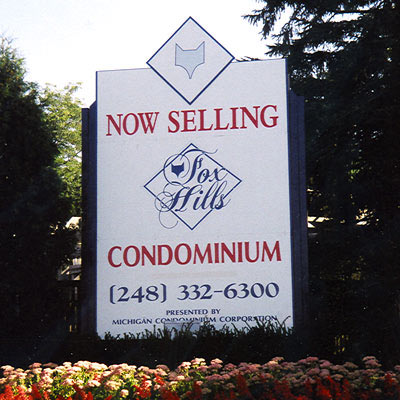 NOW SELLING
Fox
Hills
CONDOMINIUM
(248) 332-6300
PRESENTED BY
MICHIGAN CONDOMINIUM CORPORATION